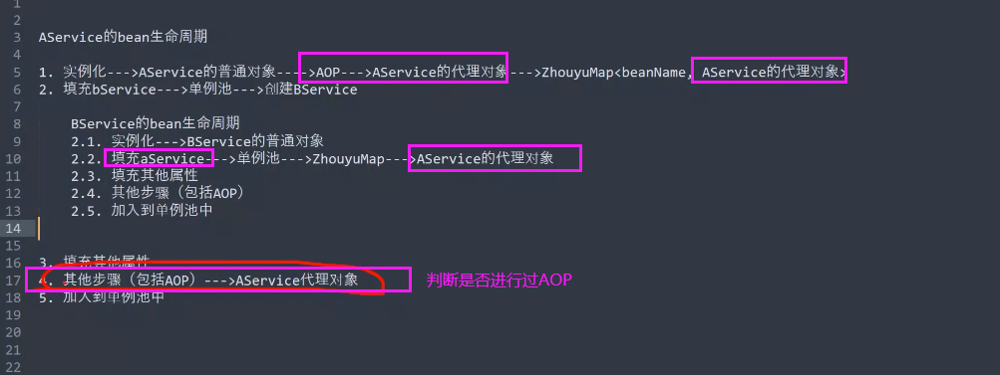 1
2
3 AService的bean生命周期
4
5 1. 实例化--->AService的普通对象---->AOP--->AService的代理对象--->ZhouyuMap<beanName, AService的代理对象>
6 2. 填充bService--->单例池--->创建BService
7
8 BService的bean生命周期
9 2.1. 实例化--->BService的普通对象
10 2.2. 填充aService--->单例池--->ZhouyuMap--->AService的代理对象
11 2.3. 填充其他属性
12 2.4. 其他步骤（包括AOP）
13 2.5. 加入到单例池中
14
15
16 3. 填充其他属性
17 4. 其他步骤（包括AOP）--->AService代理对象 判断是否进行过AOP
18 5. 加入到单例池中
19
20
21
22